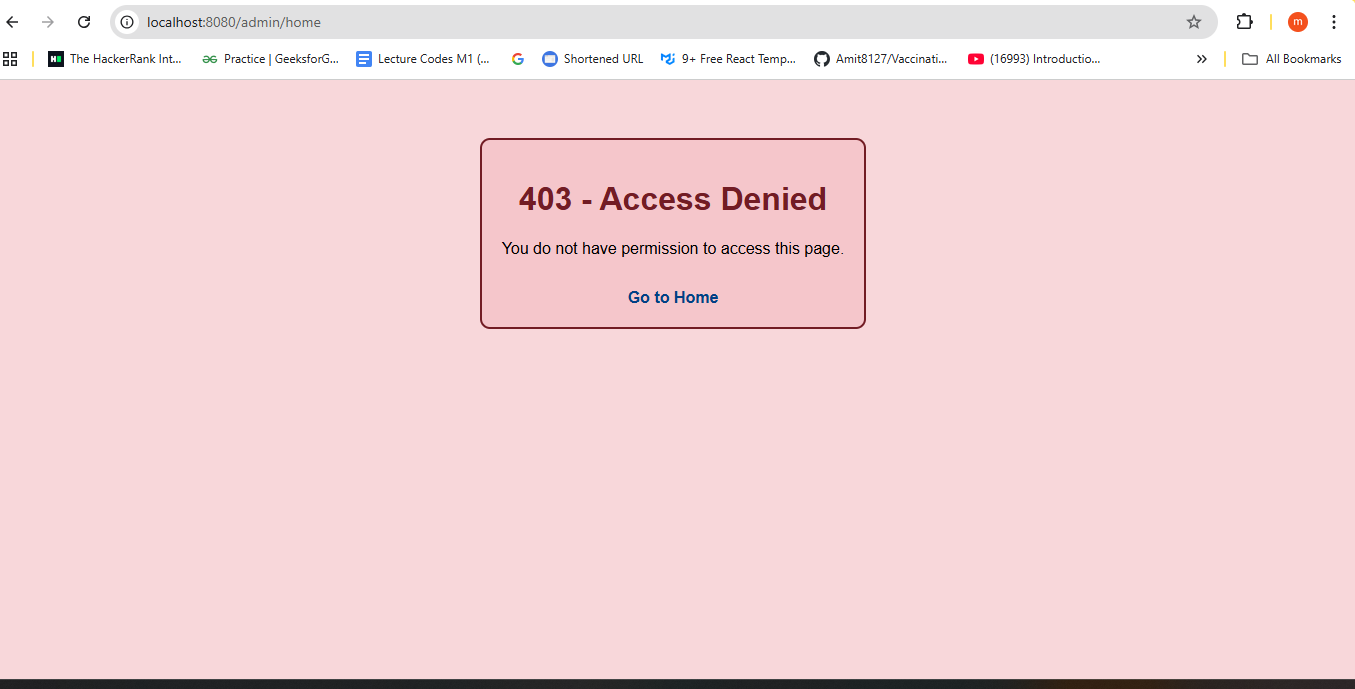 localhost:8080/admin/home
m
The HackerRank Int...
Practice | GeeksforG...
Lecture Codes M1 (...
Shortened URL
9+ Free React Temp...
Amit8127/Vaccinati...
(16993) Introductio...
All Bookmarks
403 - Access Denied
You do not have permission to access this page.
Go to Home